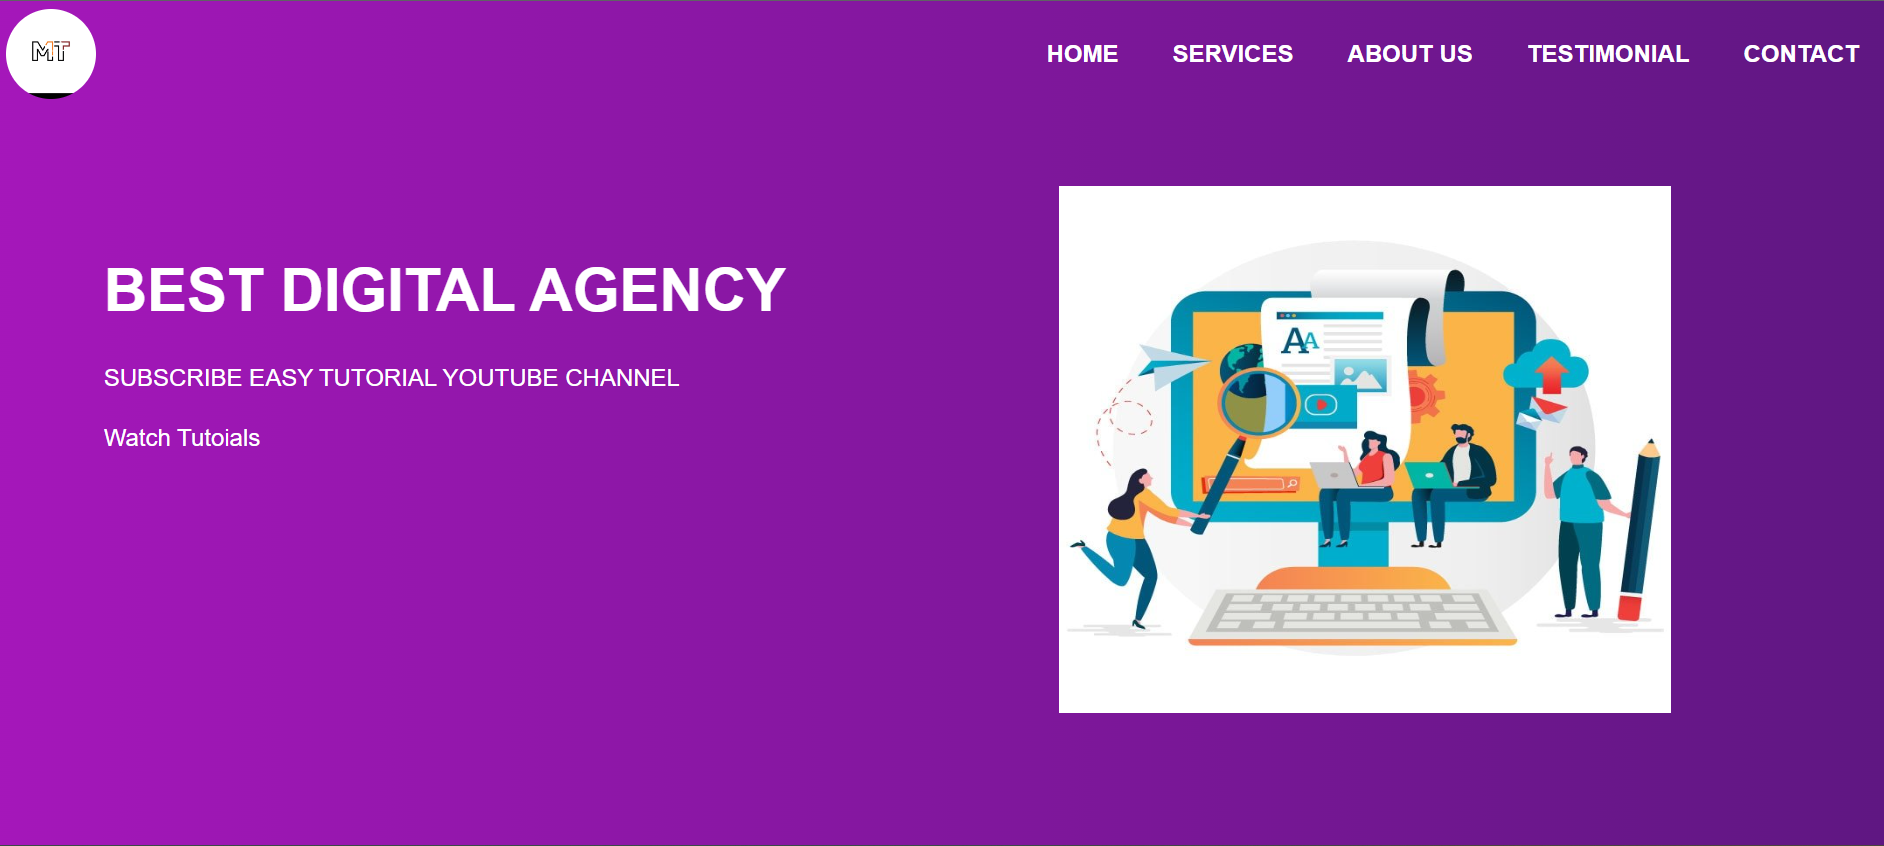 MT
HOME SERVICES ABOUT US TESTIMONIAL CONTACT
BEST DIGITAL AGENCY
SUBSCRIBE EASY TUTORIAL YOUTUBE CHANNEL
Watch Tutoials
AA